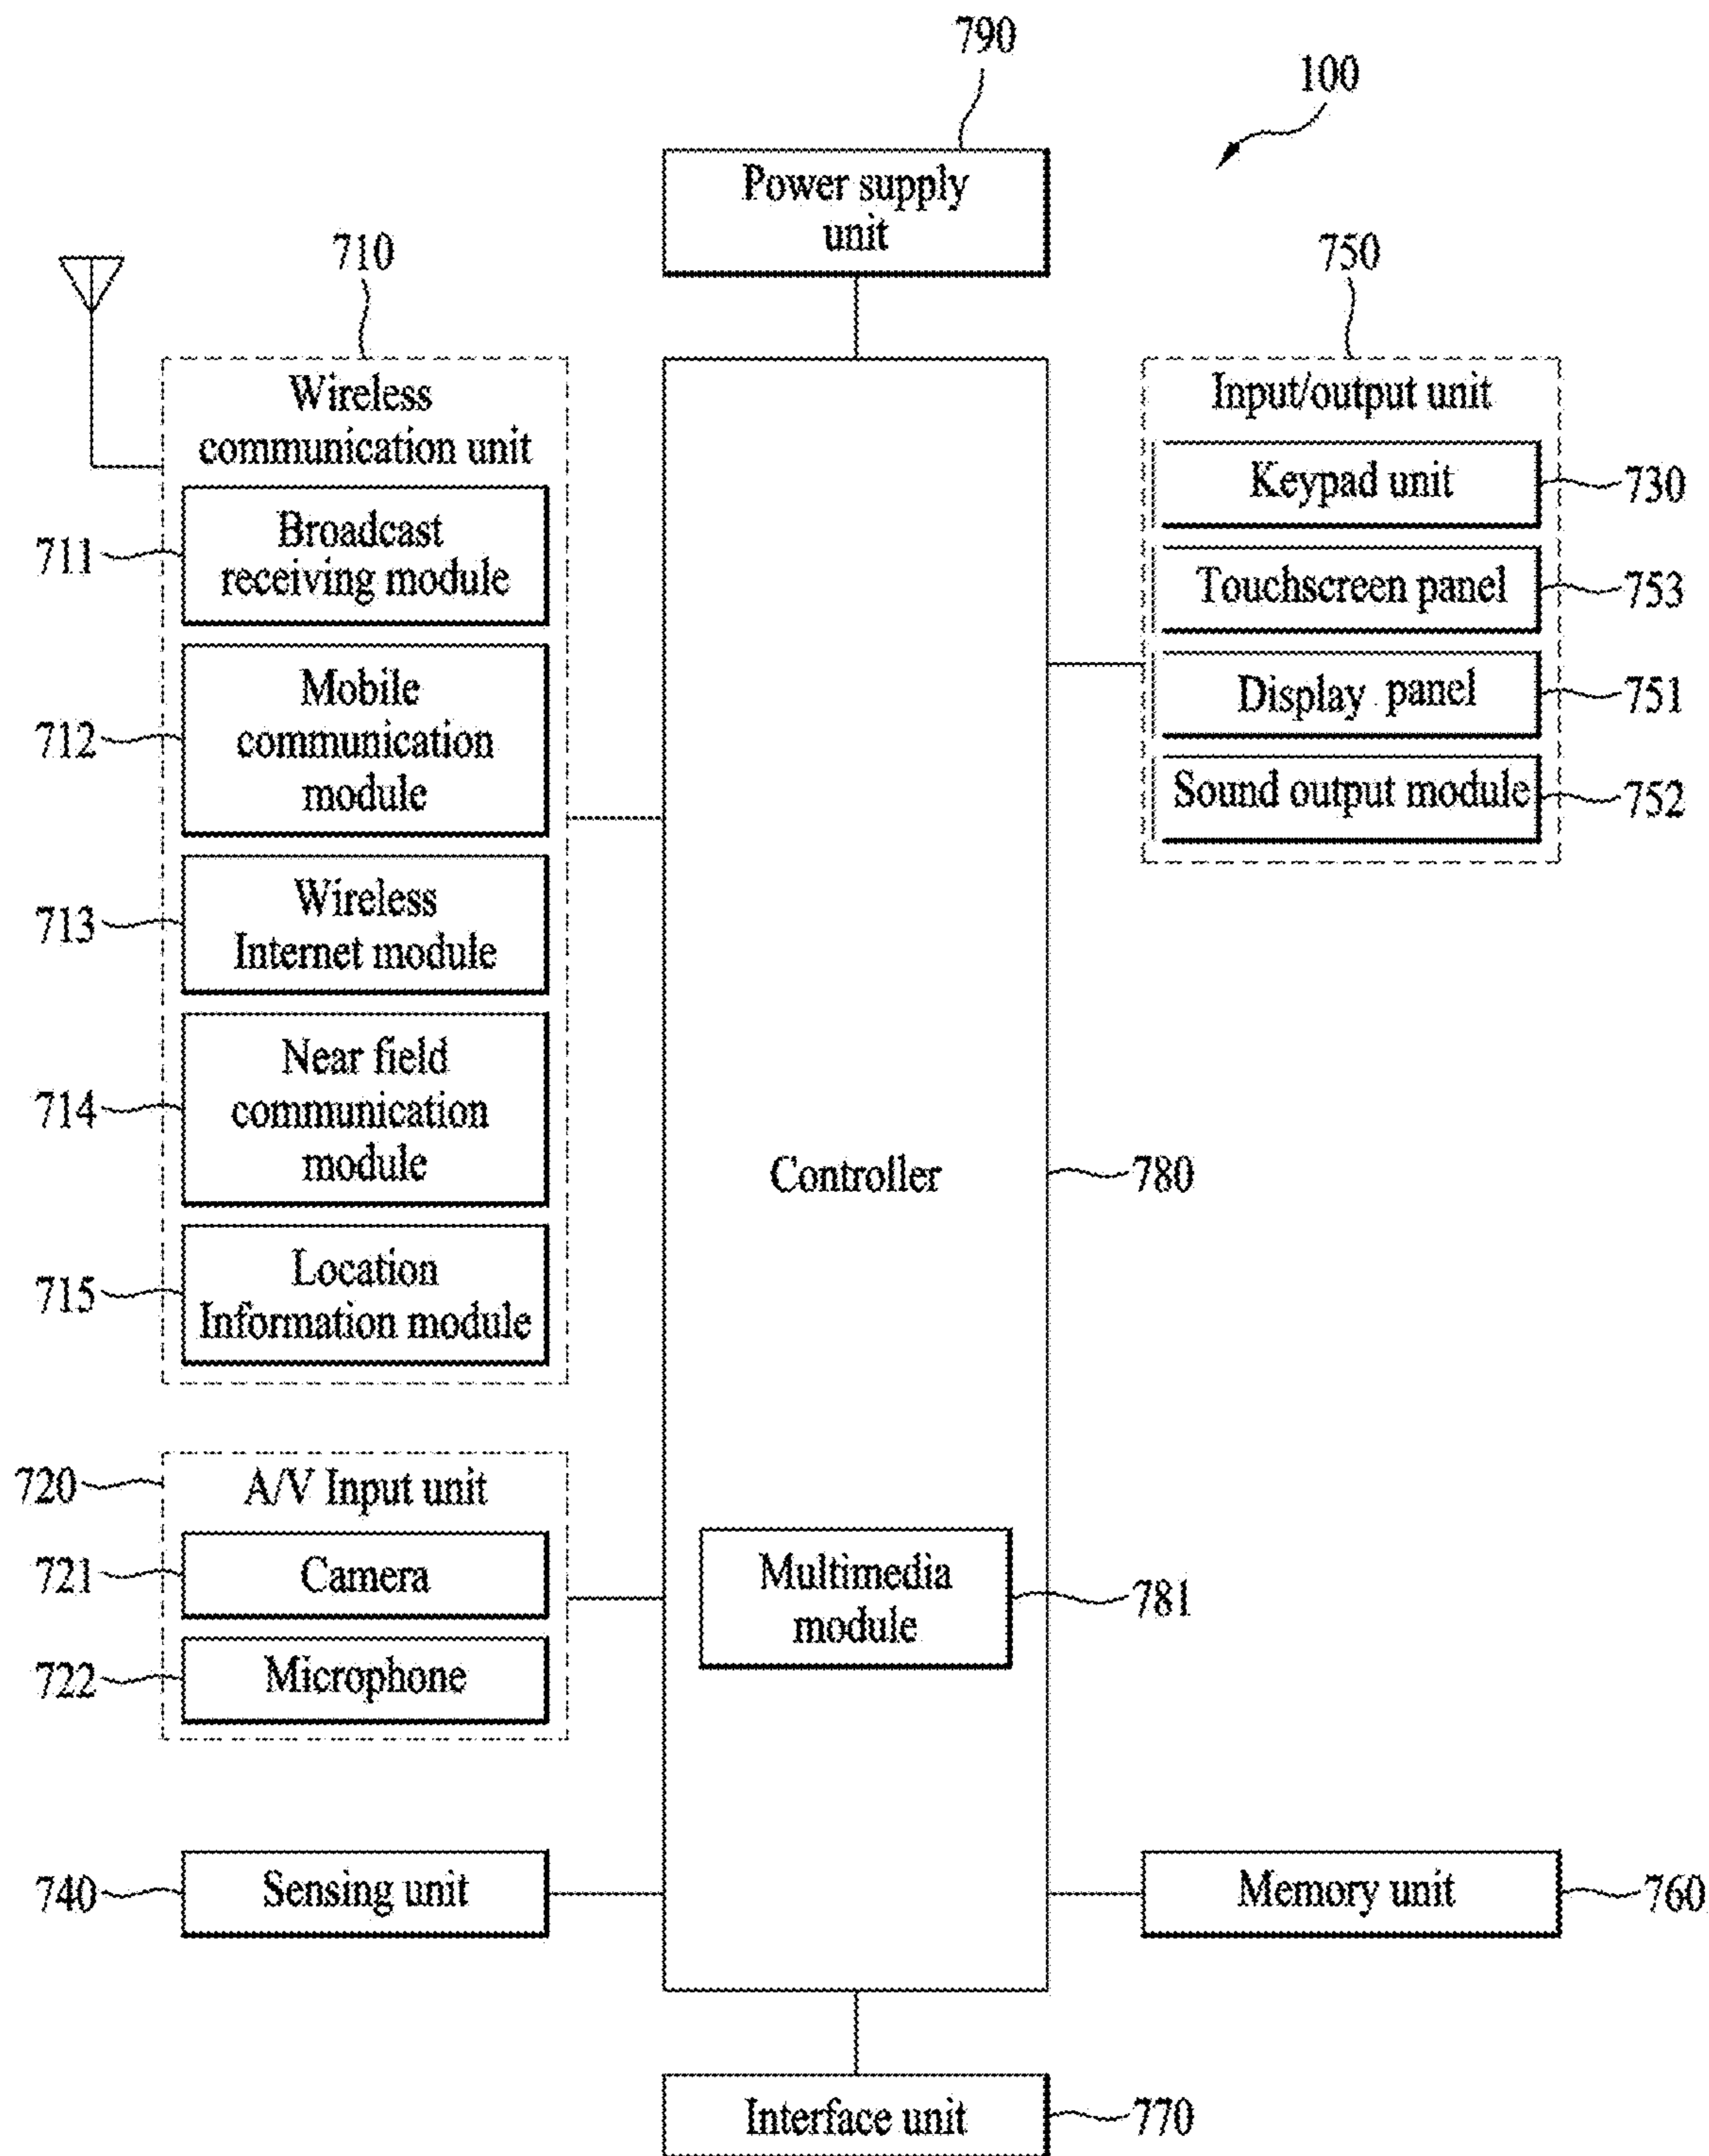 790
100
Power supply
unit
710
750
Wireless
communication unit
Input/output unit
Keypad unit
730
711
Broadcast
receiving module
Touchscreen panel
753
Display panel
751
712
Mobile
communication
module
Sound output module
752
713
Wireless
Internet module
714
Near field
communication
module
Controller
780
715
Location
Information module
720
A/V Input unit
721
Camera
Multimedia
module
781
722
Microphone
740
Sensing unit
Memory unit
760
Interface unit
770